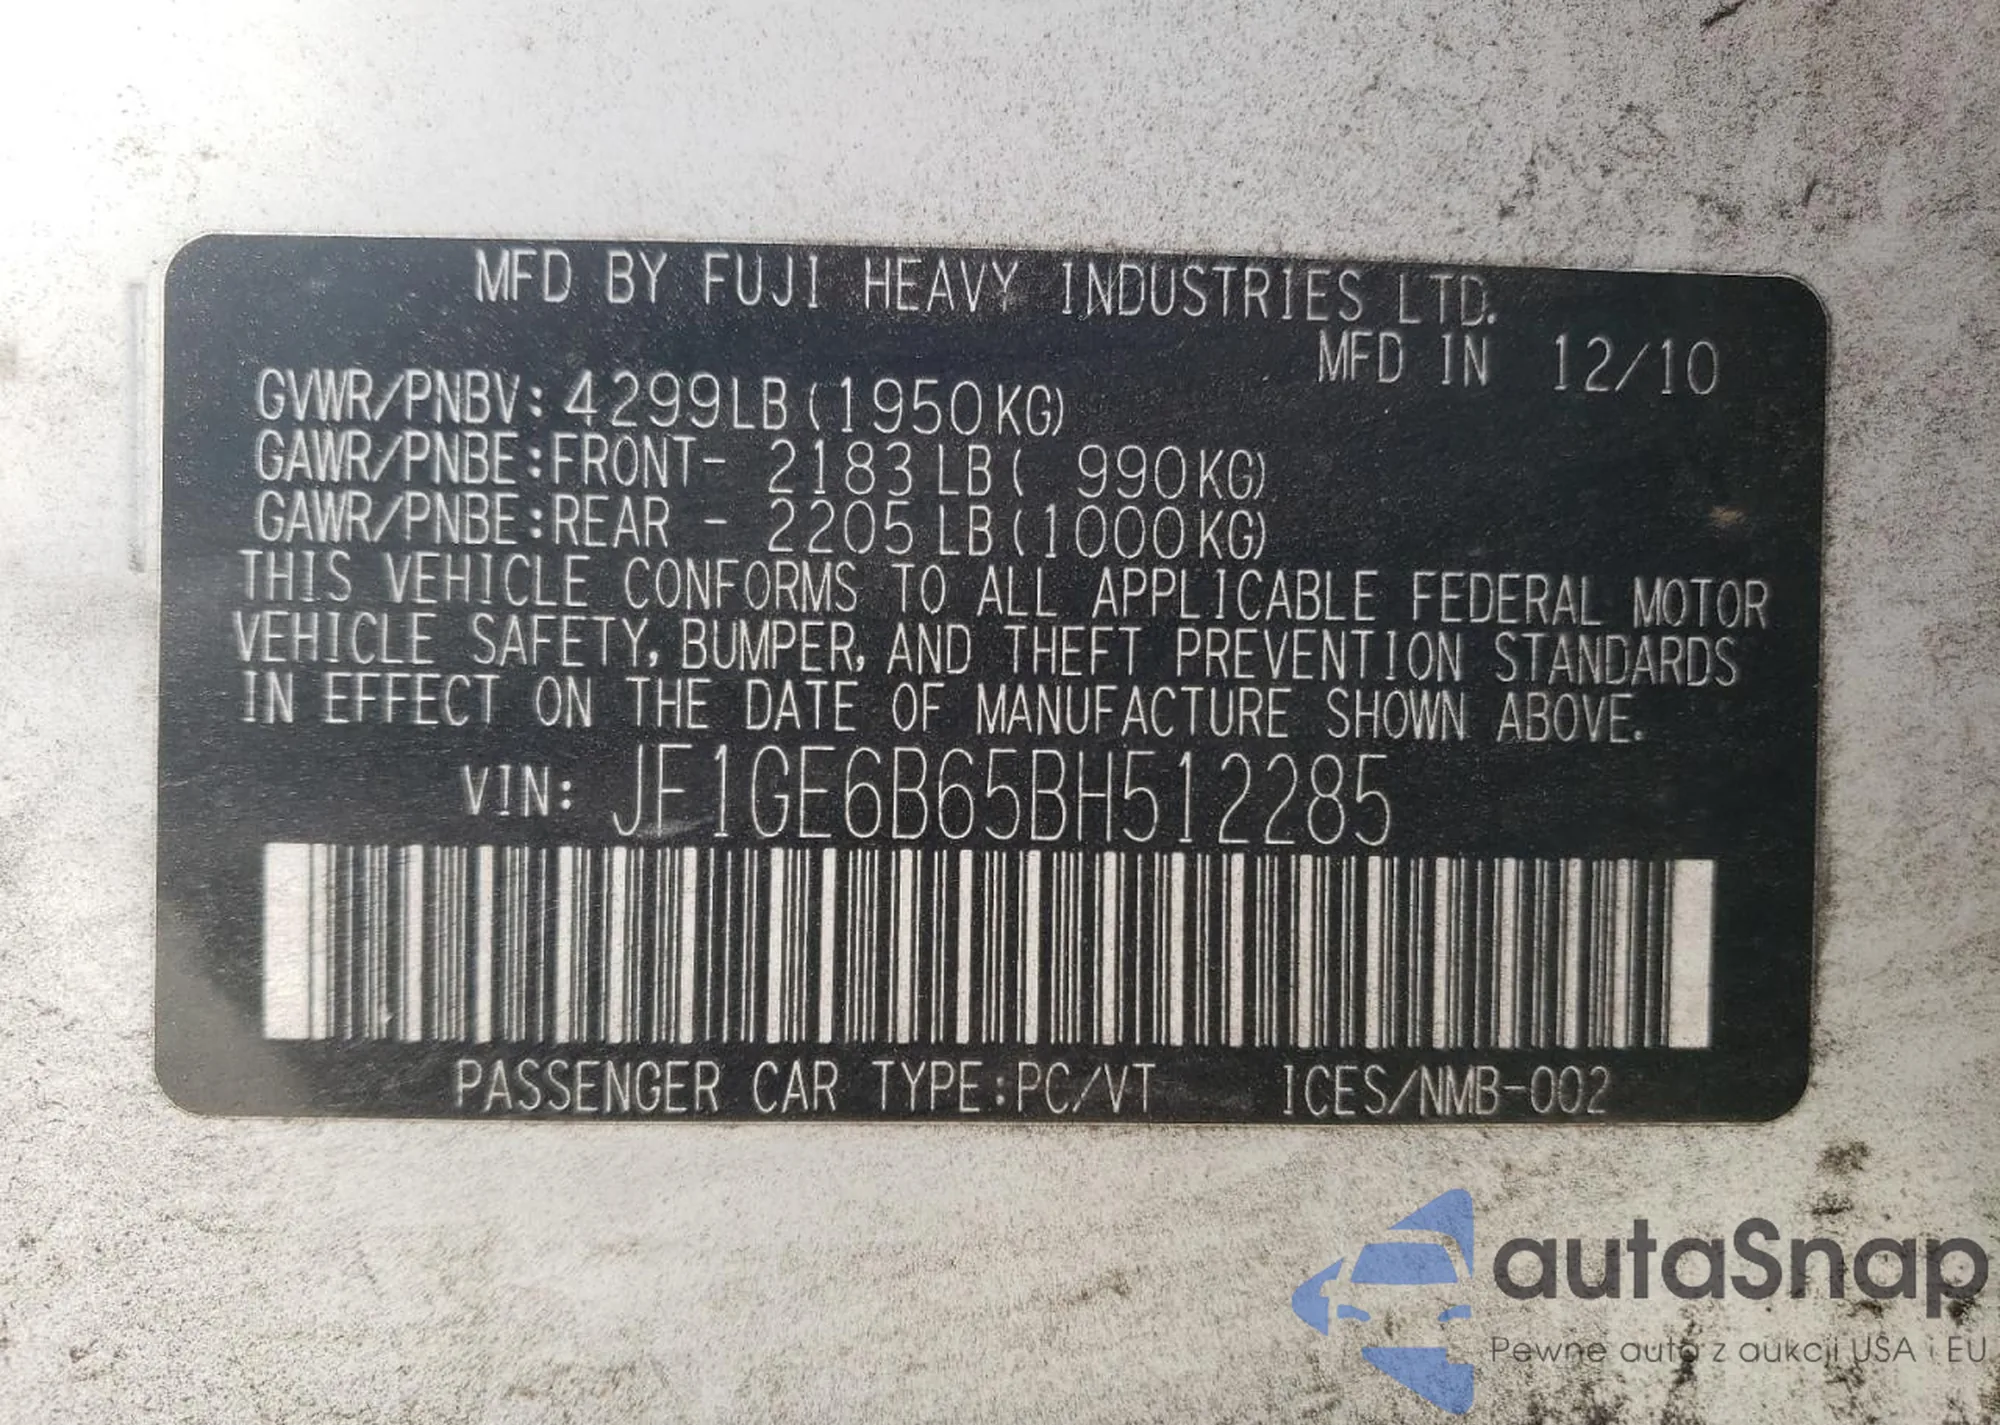 MFD BY FUJI HEAVY INDUSTRIES LTD.
MFD IN 12/10
GVWR/PNBV: 4299LB(1950KG)
GAWR/PNBE:FRONT- 2183LB( 990KG)
GAWR/PNBE:REAR - 2205LB(1000KG)
THIS VEHICLE CONFORMS TO ALL APPLICABLE FEDERAL MOTOR
VEHICLE SAFETY, BUMPER, AND THEFT PREVENTION STANDARDS
IN EFFECT ON THE DATE OF MANUFACTURE SHOWN ABOVE.
VIN: JF1GE6B65BH512285
PASSENGER CAR TYPE:PC/VT ICES/NMB-002
autaSnap
Pewne auta z aukcji USA i EU